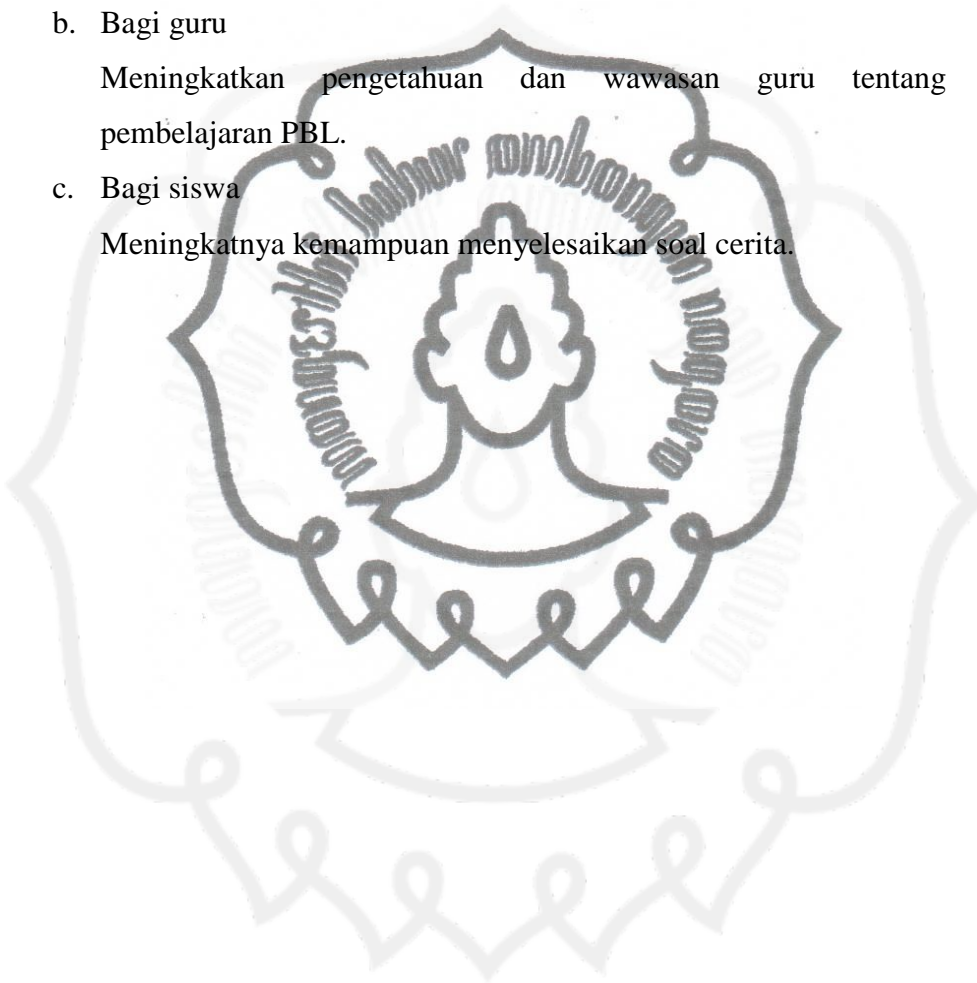 b. Bagi guru
Meningkatkan pengetahuan dan wawasan guru tentang
pembelajaran PBL.
c. Bagi siswa
Meningkatnya kemampuan menyelesaikan soal cerita.